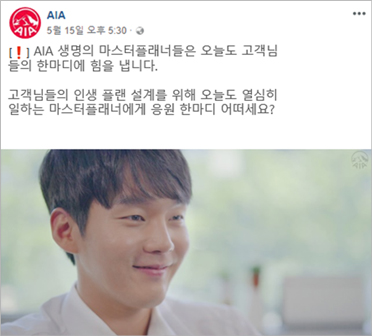 AIA
AIA
5월 15일 오후 5:30 ·
[❗] AIA 생명의 마스터플래너들은 오늘도 고객님
들의 한마디에 힘을 냅니다.
고객님들의 인생 플랜 설계를 위해 오늘도 열심히
일하는 마스터플래너에게 응원 한마디 어떠세요?
AIA